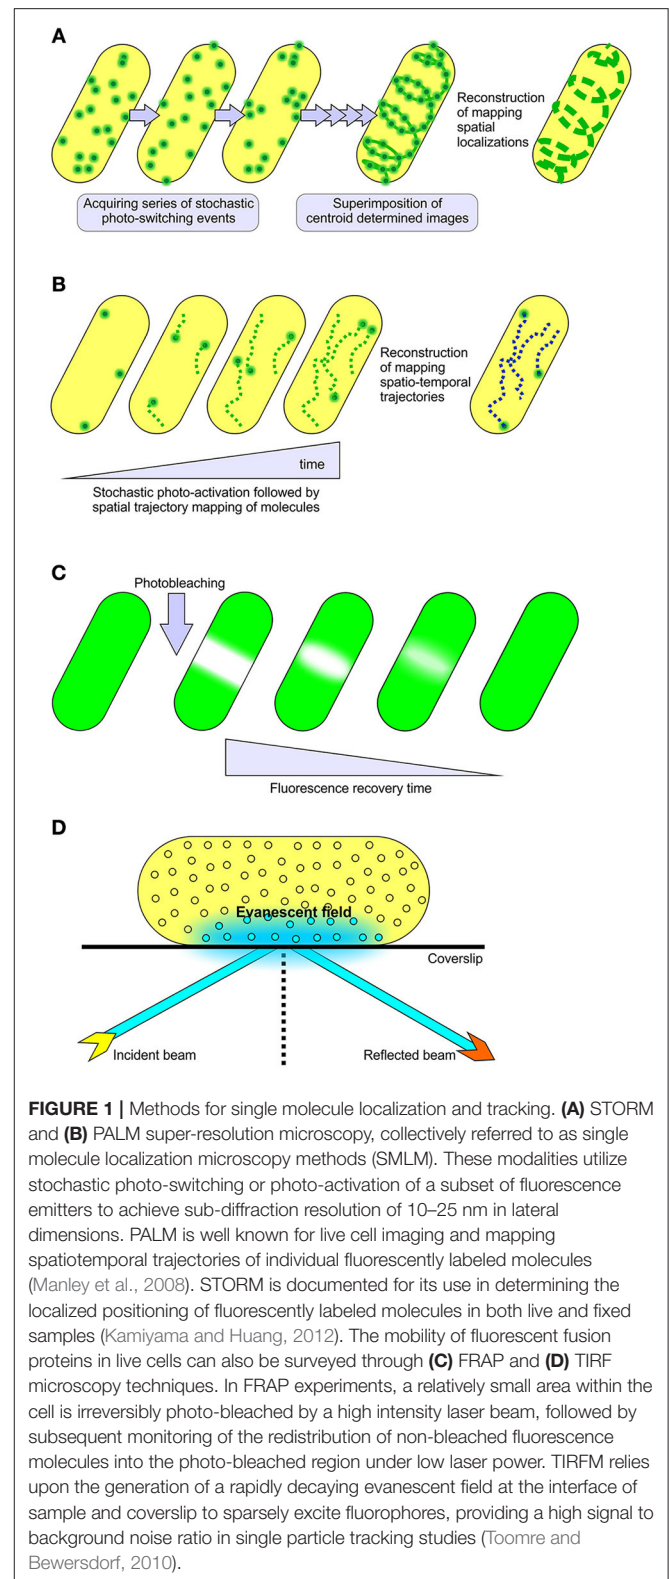 A
Reconstruction
of mapping
spatial
localizations
Acquiring series of stochastic
photo-switching events
Superimposition of
centroid determined images
B
Reconstruction
of mapping
spatio-temporal
trajectories
time
Stochastic photo-activation followed by
spatial trajectory mapping of molecules
C
Photobleaching
Fluorescence recovery time
D
Evanescent field
Coverslip
Incident beam
Reflected beam
FIGURE 1 | Methods for single molecule localization and tracking. (A) STORM
and (B) PALM super-resolution microscopy, collectively referred to as single
molecule localization microscopy methods (SMLM). These modalities utilize
stochastic photo-switching or photo-activation of a subset of fluorescence
emitters to achieve sub-diffraction resolution of 10–25 nm in lateral
dimensions. PALM is well known for live cell imaging and mapping
spatiotemporal trajectories of individual fluorescently labeled molecules
(Manley et al., 2008). STORM is documented for its use in determining the
localized positioning of fluorescently labeled molecules in both live and fixed
samples (Kamiyama and Huang, 2012). The mobility of fluorescent fusion
proteins in live cells can also be surveyed through (C) FRAP and (D) TIRF
microscopy techniques. In FRAP experiments, a relatively small area within the
cell is irreversibly photo-bleached by a high intensity laser beam, followed by
subsequent monitoring of the redistribution of non-bleached fluorescence
molecules into the photo-bleached region under low laser power. TIRFM relies
upon the generation of a rapidly decaying evanescent field at the interface of
sample and coverslip to sparsely excite fluorophores, providing a high signal to
background noise ratio in single particle tracking studies (Toomre and
Bewersdorf, 2010).